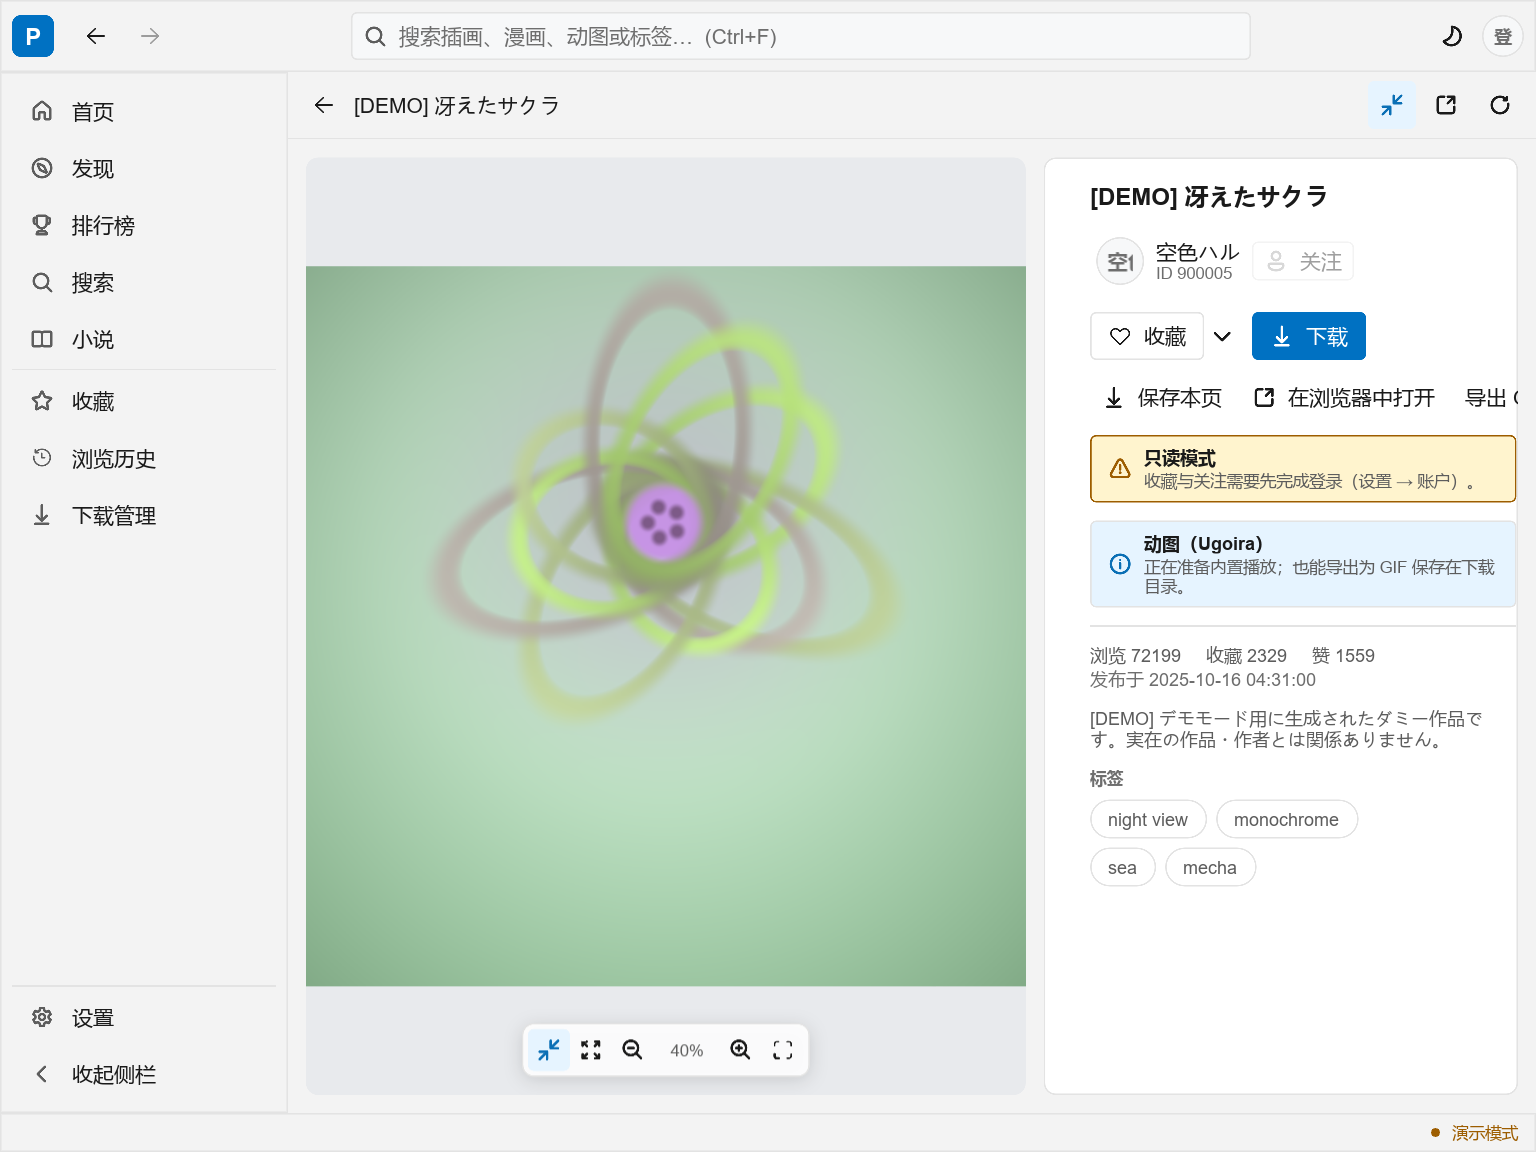 P
搜索插画、漫画、动图或标签… (Ctrl+F)
登
首页
发现
排行榜
搜索
小说
收藏
浏览历史
下载管理
设置
收起侧栏
[DEMO] 冴えたサクラ
40%
[DEMO] 冴えたサクラ
空色ハル
ID 900005
关注
收藏
下载
保存本页
在浏览器中打开
导出
只读模式
收藏与关注需要先完成登录（设置 → 账户）。
动图（Ugoira）
正在准备内置播放；也能导出为 GIF 保存在下载
目录。
浏览 72199 收藏 2329 赞 1559
发布于 2025-10-16 04:31:00
[DEMO] デモモード用に生成されたダミー作品で
す。実在の作品・作者とは関係ありません。
标签
night view
monochrome
sea
mecha
演示模式